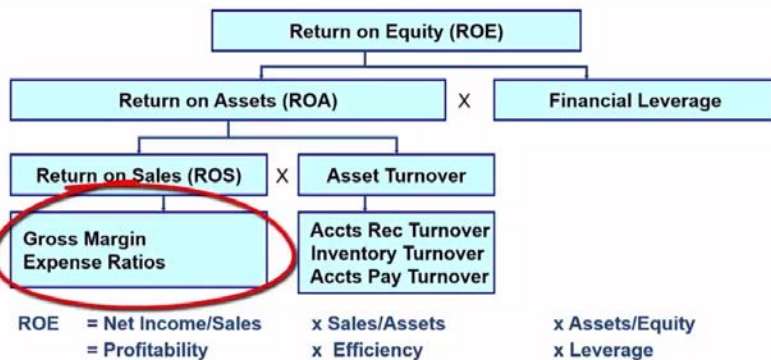 Return on Equity (ROE)
Return on Assets (ROA) X Financial Leverage
Return on Sales (ROS) X Asset Turnover
Gross Margin
Expense Ratios
Accts Rec Turnover
Inventory Turnover
Accts Pay Turnover
ROE = Net Income/Sales x Sales/Assets x Assets/Equity
= Profitability x Efficiency x Leverage